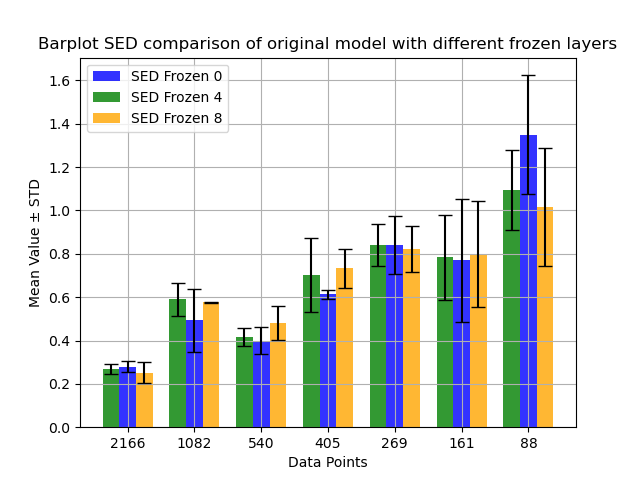 Barplot SED comparison of original model with different frozen layers
SED Frozen 0
SED Frozen 4
SED Frozen 8
Mean Value ± STD
1.6
1.4
1.2
1.0
0.8
0.6
0.4
0.2
0.0
2166 1082 540 405 269 161 88
Data Points